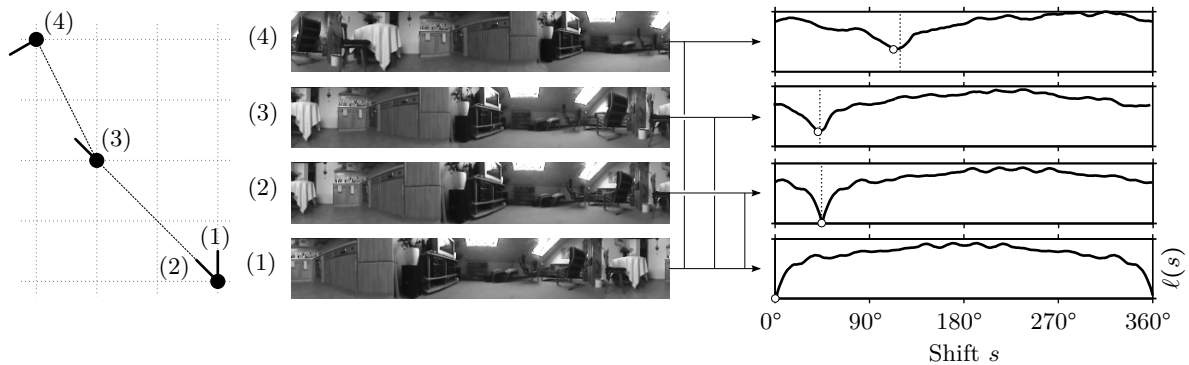 (4)
(3)
(1)
(2)
(4)
(3)
(2)
(1)
ℓ(s)
0° 90° 180° 270° 360°
Shift s